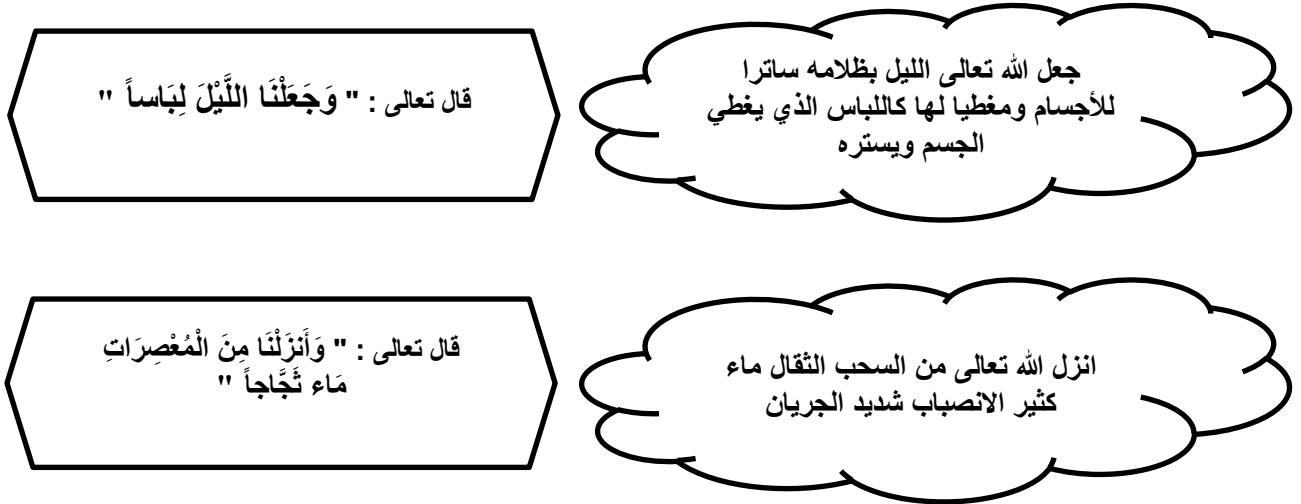 جعل الله تعالى الليل بظلامه ساترا
للأجسام ومغطيا لها كاللباس الذي يغطي
الجسم ويستره
قال تعالى : " وَجَعَلْنَا اللَّيْلَ لِبَاساً "
انزل الله تعالى من السحب الثقال ماء
كثير الانصباب شديد الجريان
قال تعالى : " وَأَنزَلْنَا مِنَ الْمُعْصِرَاتِ
مَاء ثَجَّاجاً "